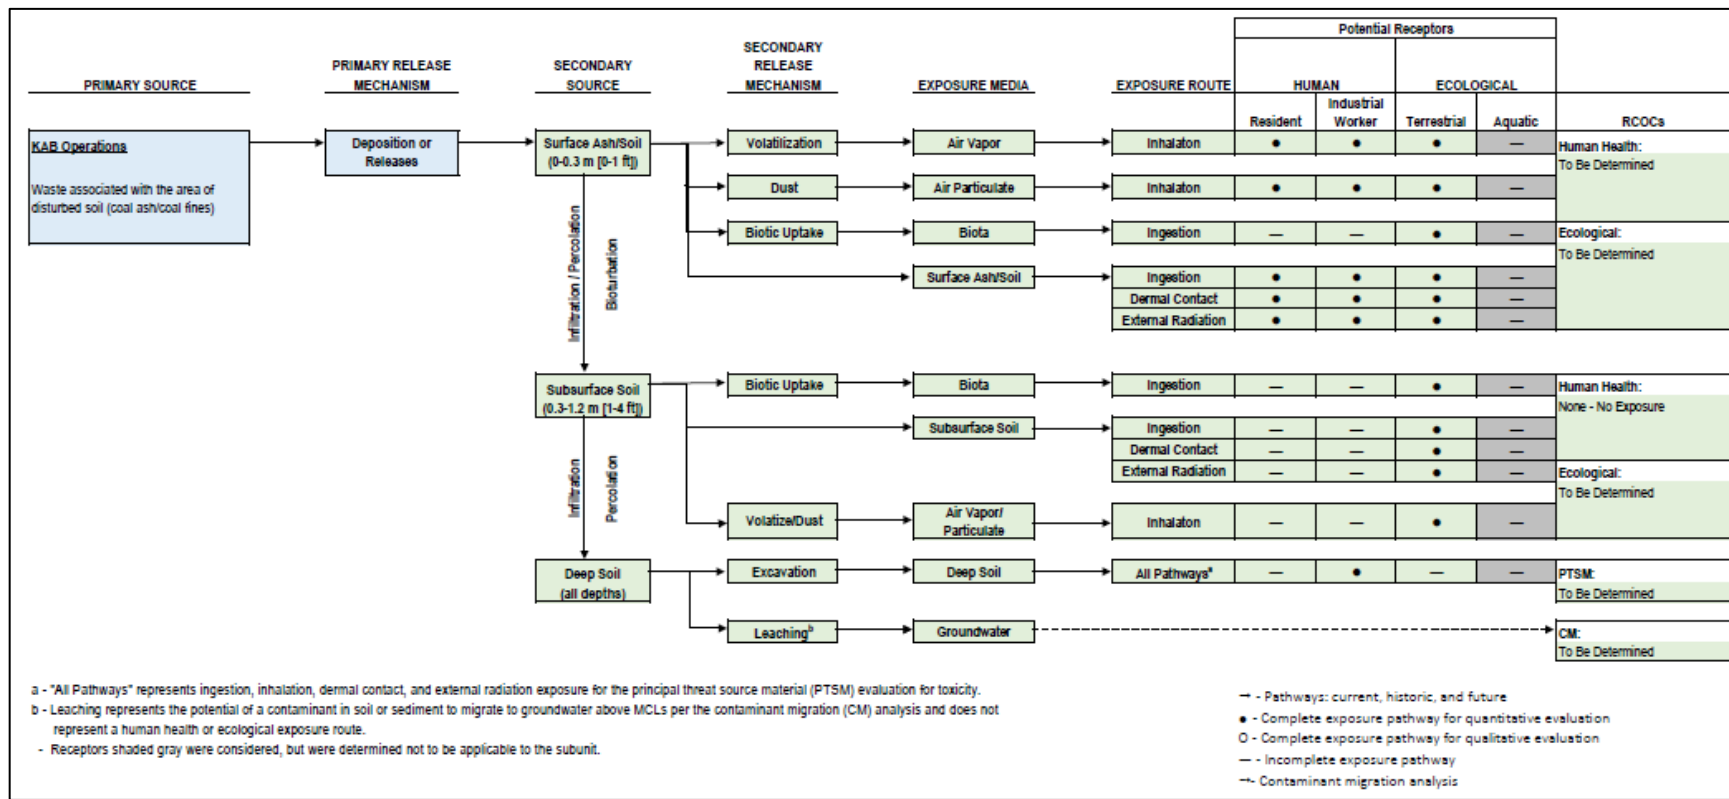 Potential Receptors
PRIMARY SOURCE
PRIMARY RELEASE
MECHANISM
SECONDARY
SOURCE
SECONDARY
RELEASE
MECHANISM
EXPOSURE MEDIA
EXPOSURE ROUTE
HUMAN
ECOLOGICAL
Resident
Industrial
Worker
Terrestrial
Aquatic
RCOCs
KAB Operations
Waste associated with the area of
disturbed soil (coal ash/coal fines)
Deposition or
Releases
Surface Ash/Soil
(0-0.3 m [0-1 ft])
Volatilization
Air Vapor
Inhalaton
● ● ● —
Human Health:
To Be Determined
Dust
Air Particulate
Inhalaton
● ● ● —
Biotic Uptake
Biota
Ingestion
— — ● —
Ecological:
To Be Determined
Surface Ash/Soil
Ingestion
● ● ● —
Dermal Contact
● ● ● —
External Radiation
● ● ● —
Infiltration / Percolation
Bioturbation
Subsurface Soil
(0.3-1.2 m [1-4 ft])
Biotic Uptake
Biota
Ingestion
— — ● —
Human Health:
None - No Exposure
Subsurface Soil
Ingestion
— — ● —
Dermal Contact
— — ● —
External Radiation
— — ● —
Ecological:
To Be Determined
Infiltration
Percolation
Volatize/Dust
Air Vapor/
Particulate
Inhalaton
— — ● —
Deep Soil
(all depths)
Excavation
Deep Soil
All Pathwaysᵃ
— ● — —
PTSM:
To Be Determined
Leachingᵇ
Groundwater
CM:
To Be Determined
a - "All Pathways" represents ingestion, inhalation, dermal contact, and external radiation exposure for the principal threat source material (PTSM) evaluation for toxicity.
b - Leaching represents the potential of a contaminant in soil or sediment to migrate to groundwater above MCLs per the contaminant migration (CM) analysis and does not
represent a human health or ecological exposure route.
- Receptors shaded gray were considered, but were determined not to be applicable to the subunit.
→ - Pathways: current, historic, and future
● - Complete exposure pathway for quantitative evaluation
O - Complete exposure pathway for qualitative evaluation
— - Incomplete exposure pathway
⤍ - Contaminant migration analysis